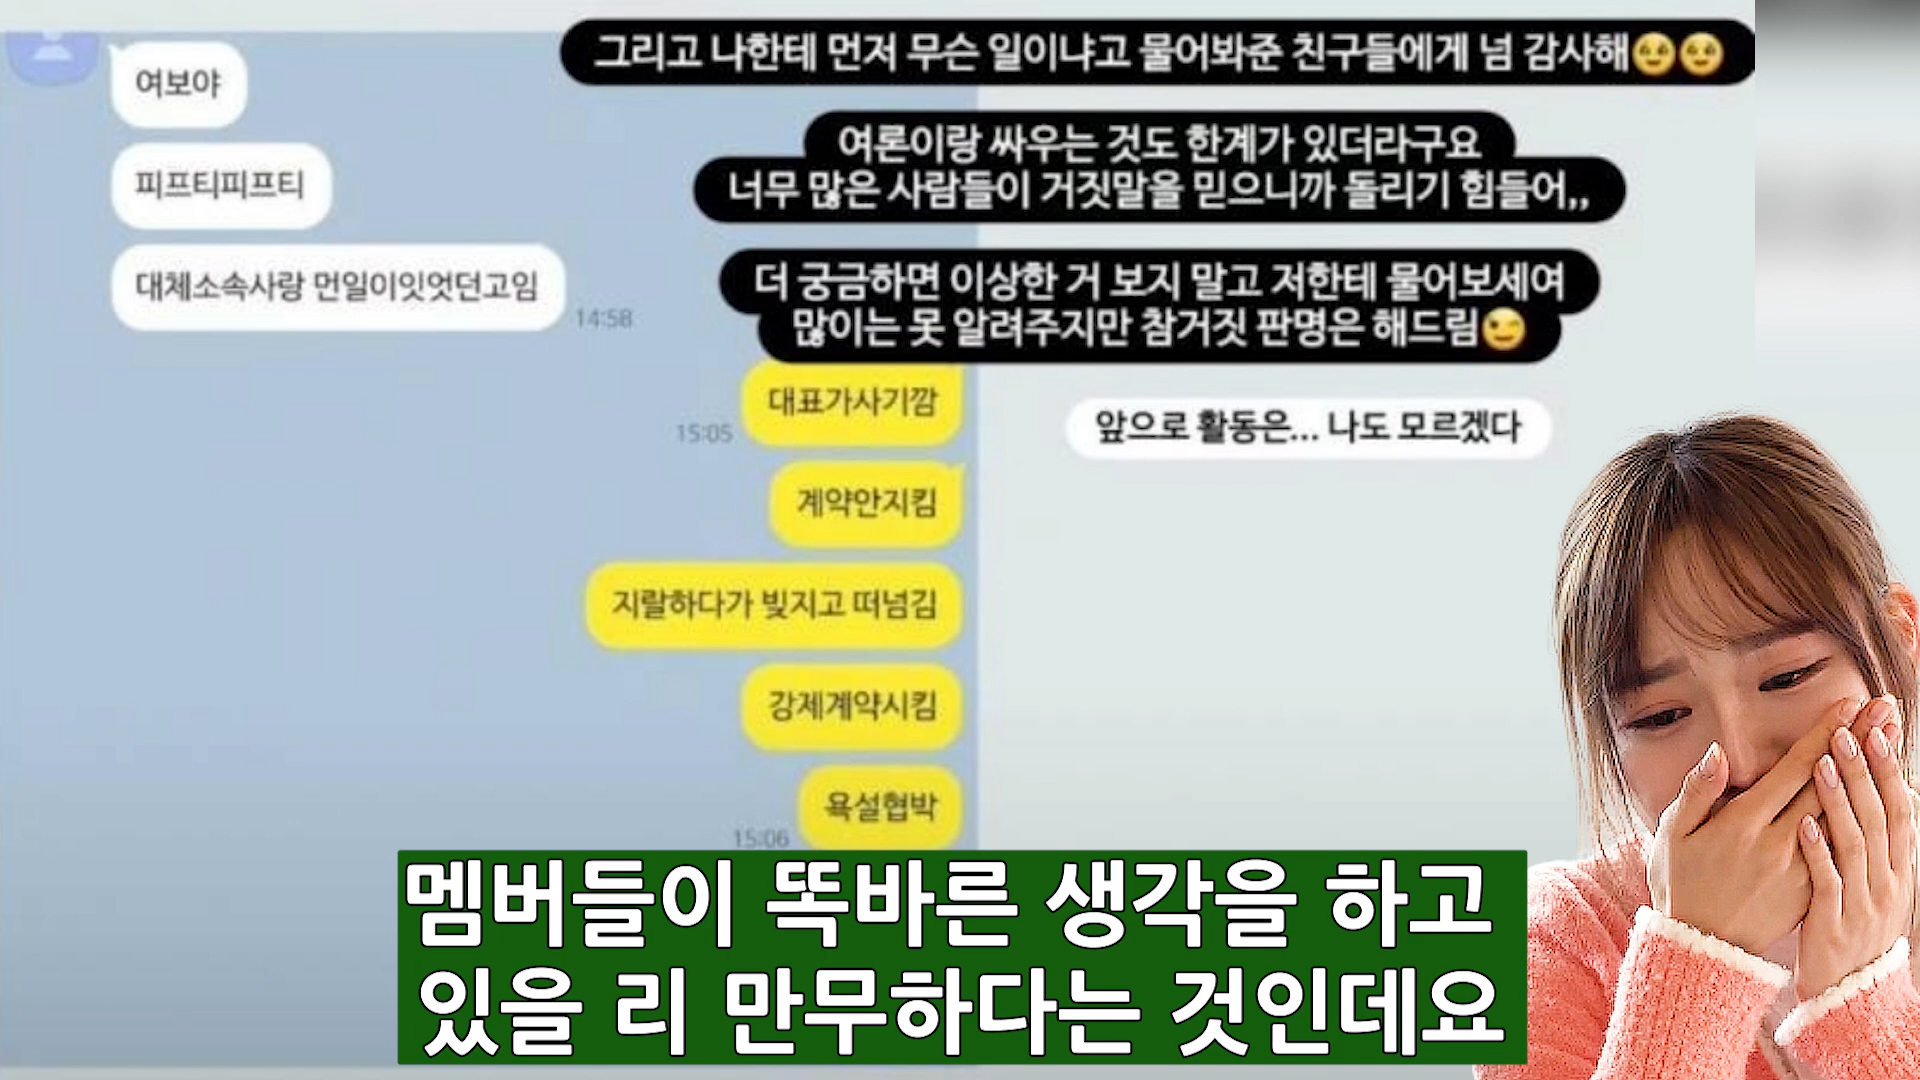 여보야
피프티피프티
대체소속사랑 먼일이잇엇던고임
14:58
그리고 나한테 먼저 무슨 일이냐고 물어봐준 친구들에게 넘 감사해🥹🥹
여론이랑 싸우는 것도 한계가 있더라구요
너무 많은 사람들이 거짓말을 믿으니까 돌리기 힘들어,,
더 궁금하면 이상한 거 보지 말고 저한테 물어보세여
많이는 못 알려주지만 참거짓 판명은 해드림😉
앞으로 활동은... 나도 모르겠다
대표가사기깜
15:05
계약안지킴
지랄하다가 빚지고 떠넘김
강제계약시킴
욕설협박
15:06
멤버들이 똑바른 생각을 하고
있을 리 만무하다는 것인데요